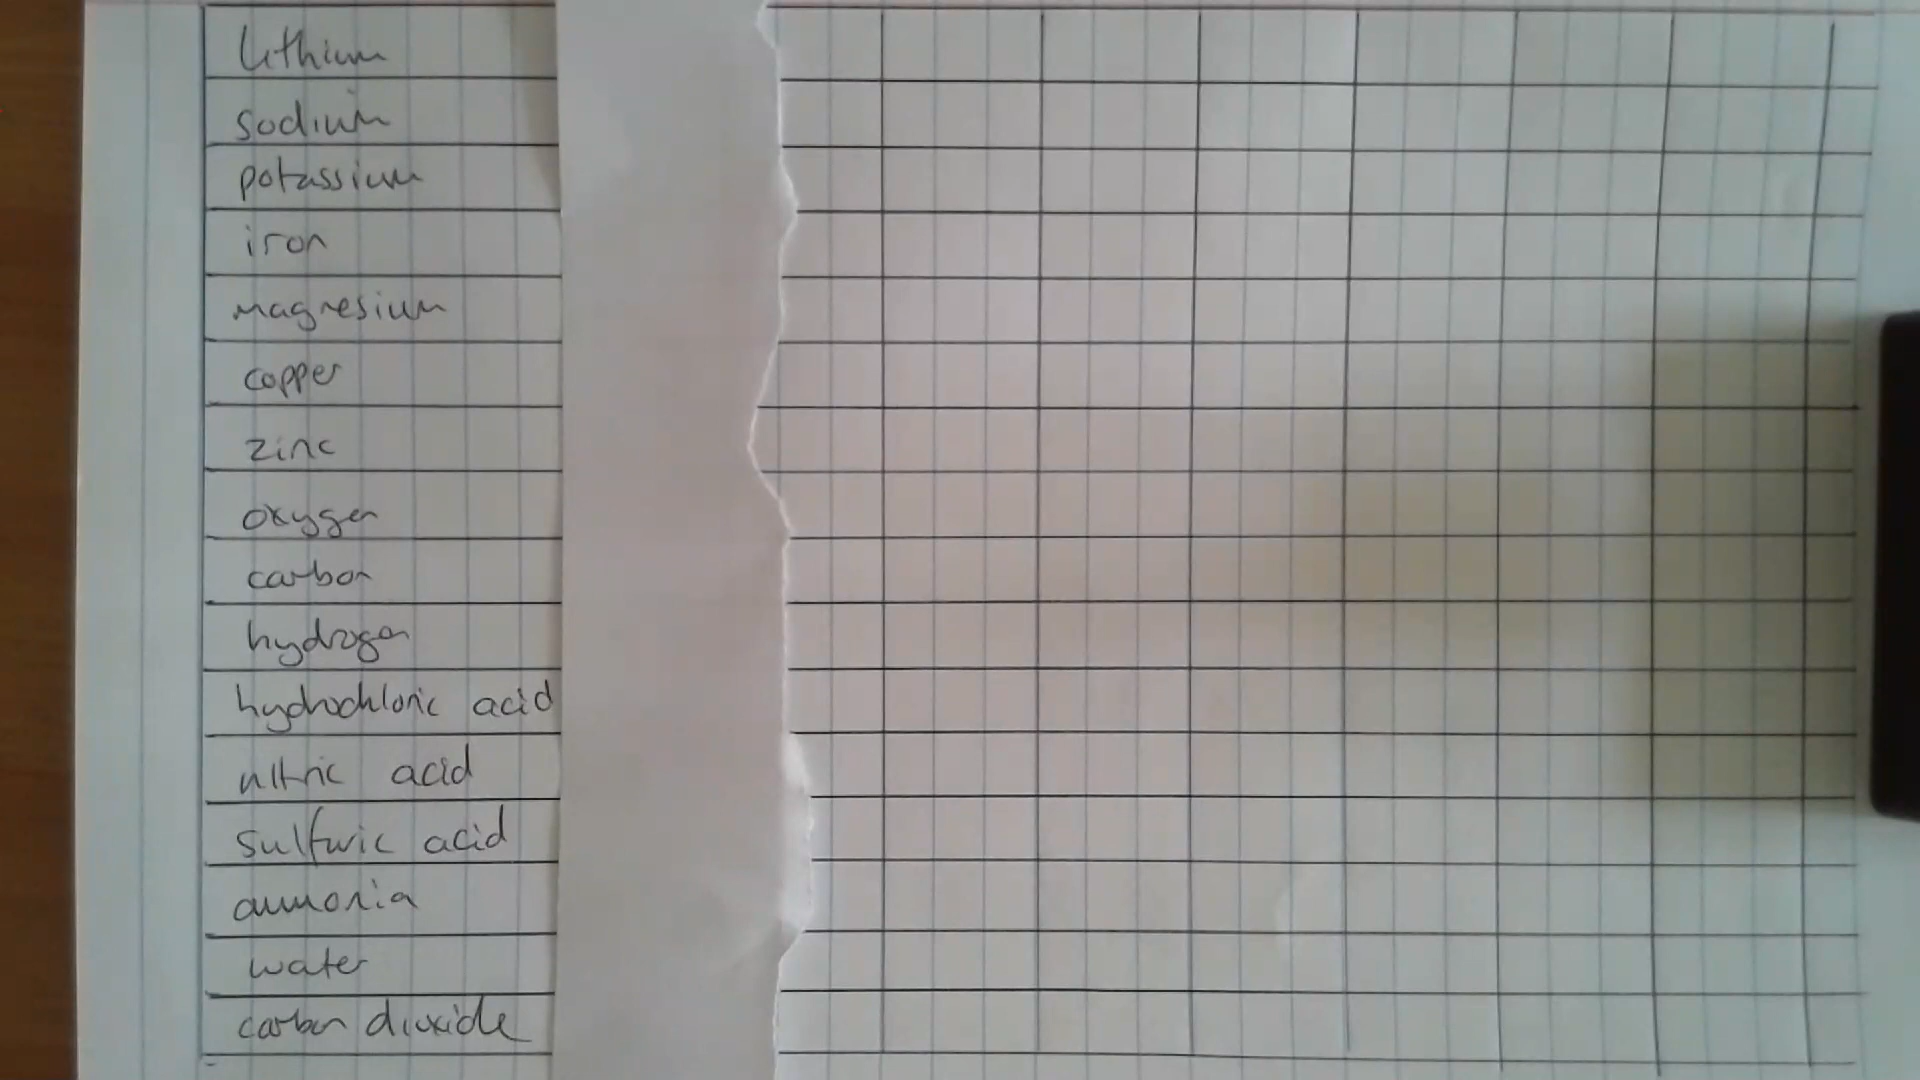 lithium
sodium
potassium
iron
magnesium
copper
zinc
oxygen
carbon
hydrogen
hydrochloric acid
nitric acid
sulfuric acid
ammonia
water
carbon dioxide